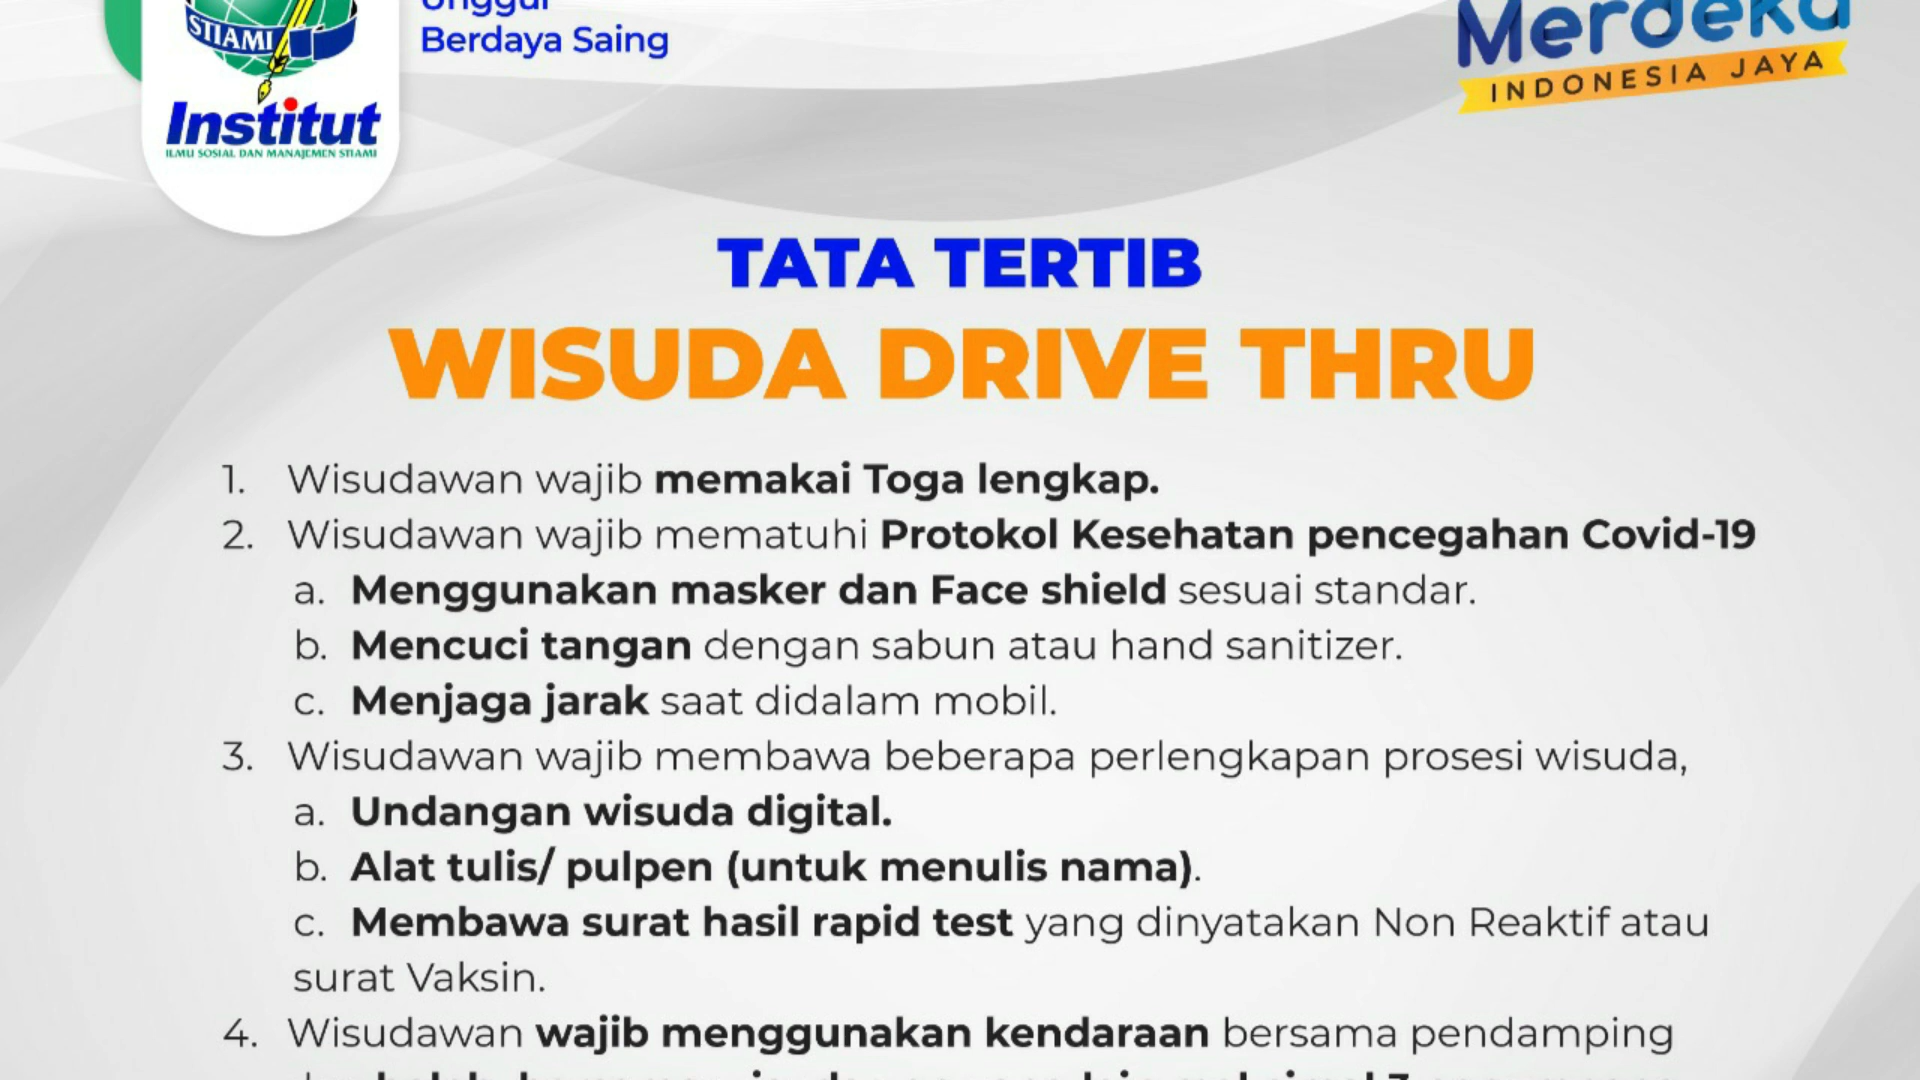 Unggul
Berdaya Saing
STIAMI
Institut
ILMU SOSIAL DAN MANAJEMEN STIAMI
Merdeka
INDONESIA JAYA
TATA TERTIB
WISUDA DRIVE THRU
1. Wisudawan wajib memakai Toga lengkap.
2. Wisudawan wajib mematuhi Protokol Kesehatan pencegahan Covid-19
a. Menggunakan masker dan Face shield sesuai standar.
b. Mencuci tangan dengan sabun atau hand sanitizer.
c. Menjaga jarak saat didalam mobil.
3. Wisudawan wajib membawa beberapa perlengkapan prosesi wisuda,
a. Undangan wisuda digital.
b. Alat tulis/ pulpen (untuk menulis nama).
c. Membawa surat hasil rapid test yang dinyatakan Non Reaktif atau
surat Vaksin.
4. Wisudawan wajib menggunakan kendaraan bersama pendamping